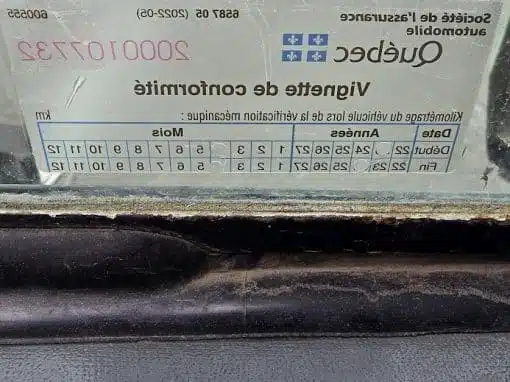 Société de l'assurance
automobile
Québec
6587 05 (2022-05)
600555
2000107732
Vignette de conformité
Kilométrage du véhicule lors de la vérification mécanique : km
Date Années Mois
Début 22 24 25 26 27 1 2 3 5 6 7 8 9 10 11 12
Fin 22 23 25 26 27 1 2 3 5 6 7 8 9 10 11 12